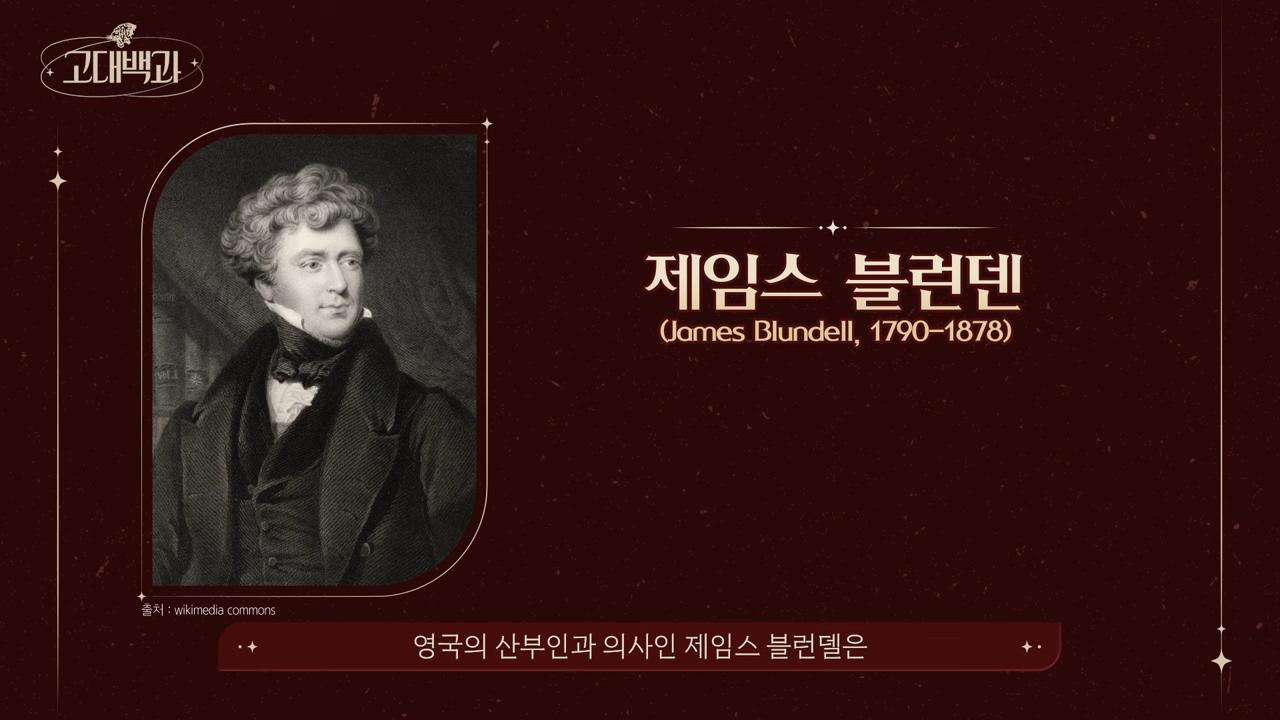 고대백과
제임스 블런덴
(James Blundell, 1790-1878)
출처 : wikimedia commons
영국의 산부인과 의사인 제임스 블런델은